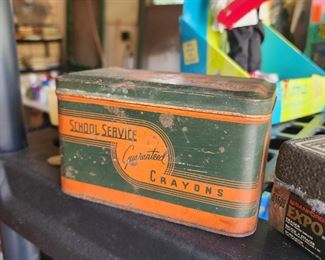 SCHOOL SERVICE
Guaranteed
CRAYONS
EXPO